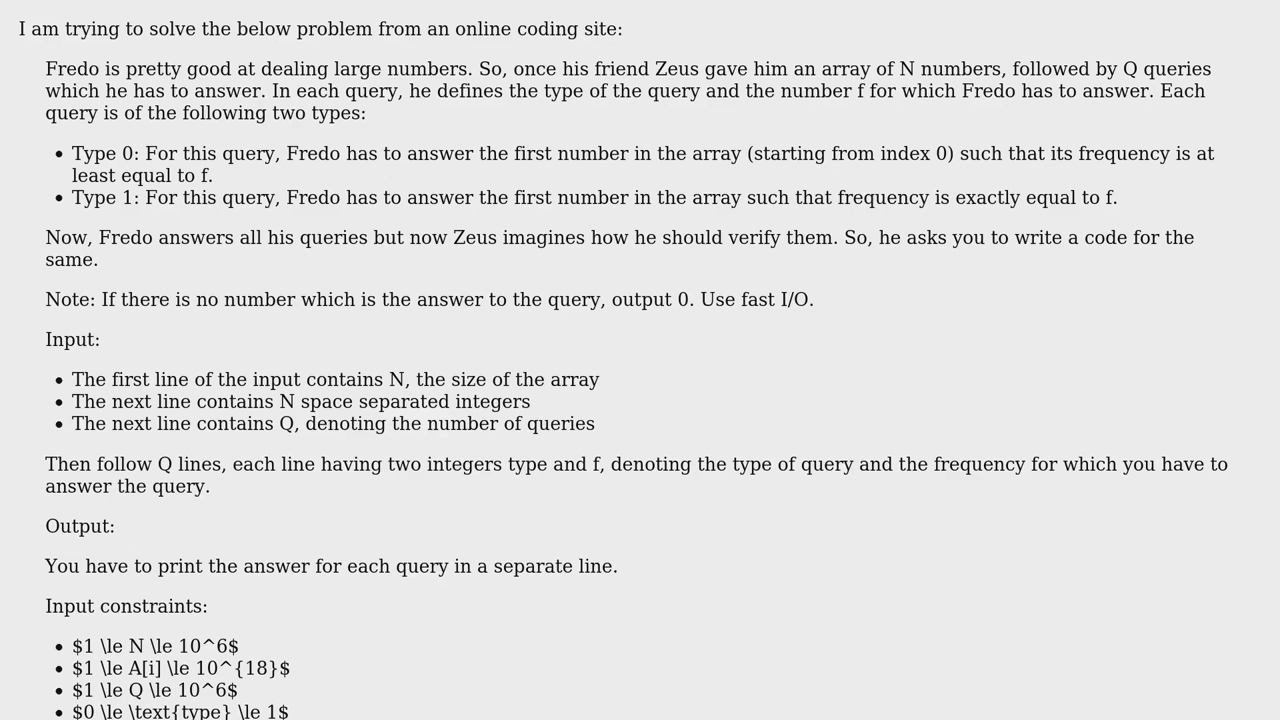 I am trying to solve the below problem from an online coding site:
Fredo is pretty good at dealing large numbers. So, once his friend Zeus gave him an array of N numbers, followed by Q queries
which he has to answer. In each query, he defines the type of the query and the number f for which Fredo has to answer. Each
query is of the following two types:
• Type 0: For this query, Fredo has to answer the first number in the array (starting from index 0) such that its frequency is at
least equal to f.
• Type 1: For this query, Fredo has to answer the first number in the array such that frequency is exactly equal to f.
Now, Fredo answers all his queries but now Zeus imagines how he should verify them. So, he asks you to write a code for the
same.
Note: If there is no number which is the answer to the query, output 0. Use fast I/O.
Input:
• The first line of the input contains N, the size of the array
• The next line contains N space separated integers
• The next line contains Q, denoting the number of queries
Then follow Q lines, each line having two integers type and f, denoting the type of query and the frequency for which you have to
answer the query.
Output:
You have to print the answer for each query in a separate line.
Input constraints:
• $1 \le N \le 10^6$
• $1 \le A[i] \le 10^{18}$
• $1 \le Q \le 10^6$
• $0 \le \text{type} \le 1$